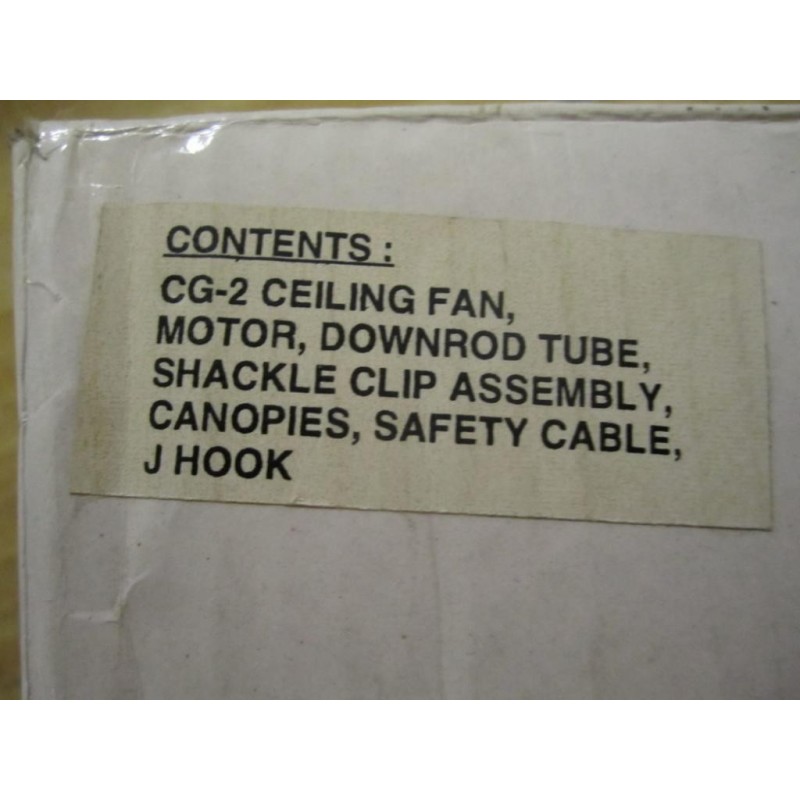 CONTENTS :
CG-2 CEILING FAN,
MOTOR, DOWNROD TUBE,
SHACKLE CLIP ASSEMBLY,
CANOPIES, SAFETY CABLE,
J HOOK